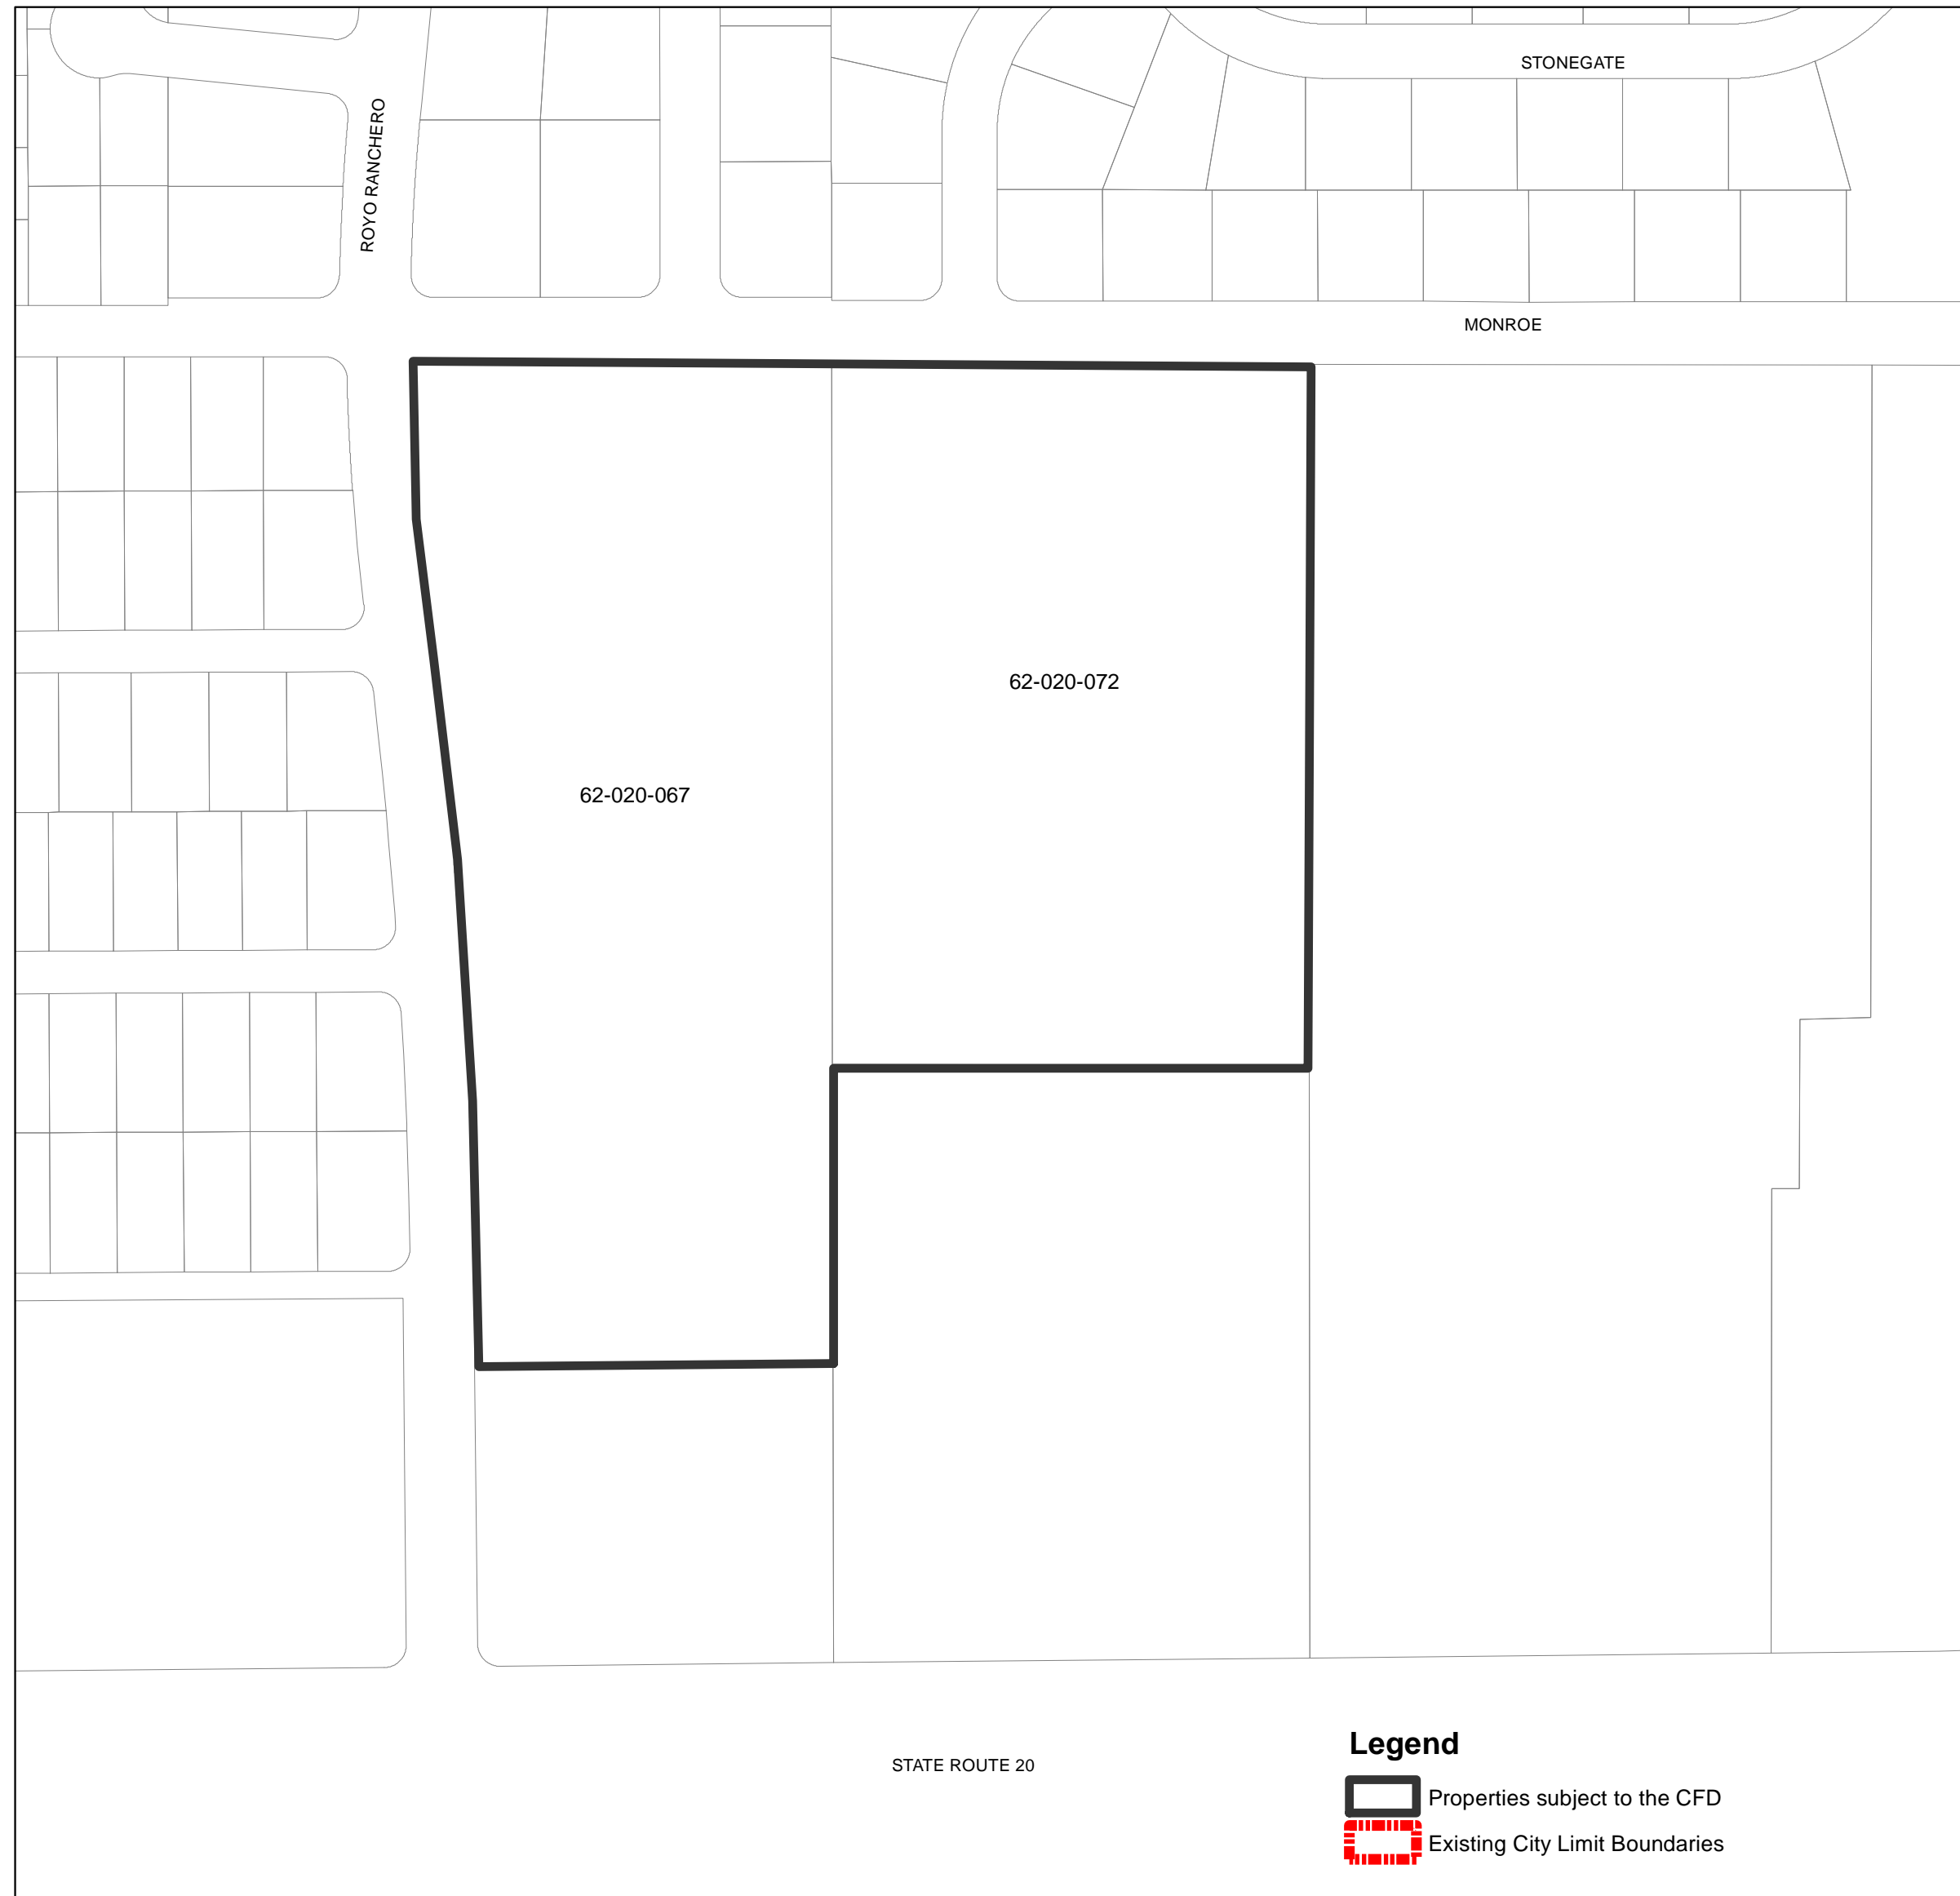 STONEGATE
ROYO RANCHERO
MONROE
62-020-072
62-020-067
STATE ROUTE 20
Legend
Properties subject to the CFD
Existing City Limit Boundaries